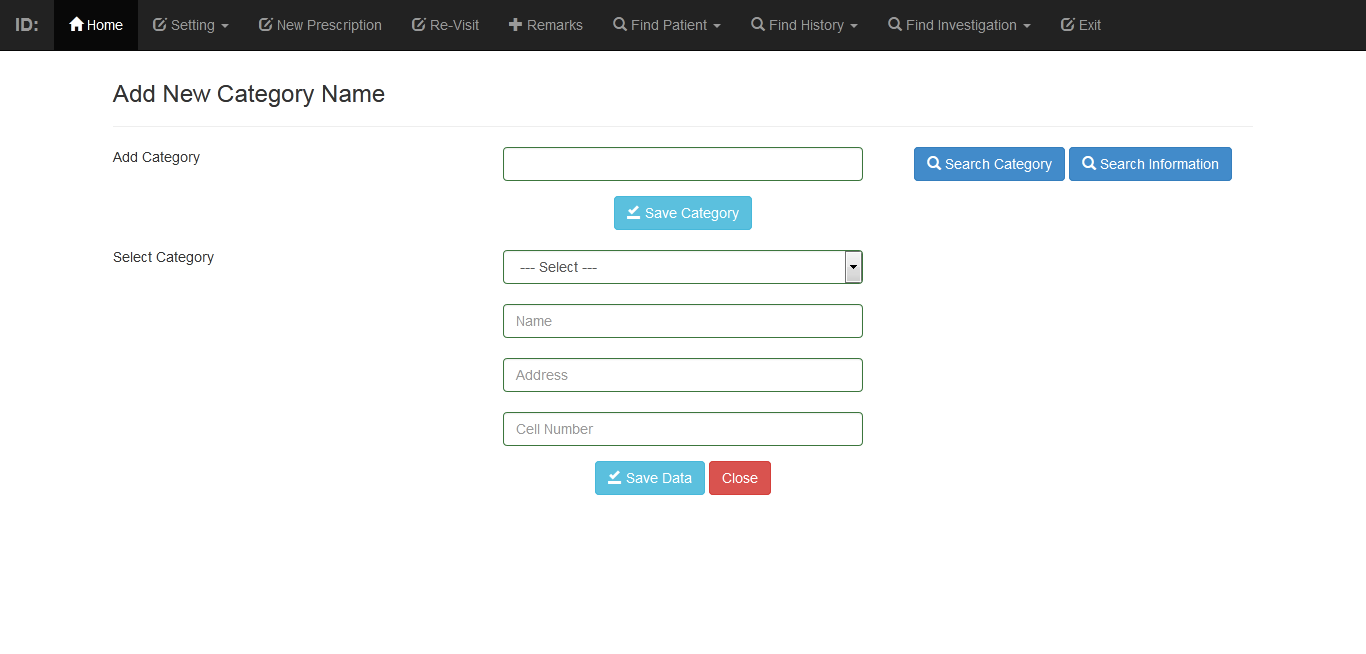 ID: Home Setting New Prescription Re-Visit Remarks Find Patient Find History Find Investigation Exit
Add New Category Name
Add Category Search Category Search Information
Save Category
Select Category --- Select ---
Name
Address
Cell Number
Save Data Close